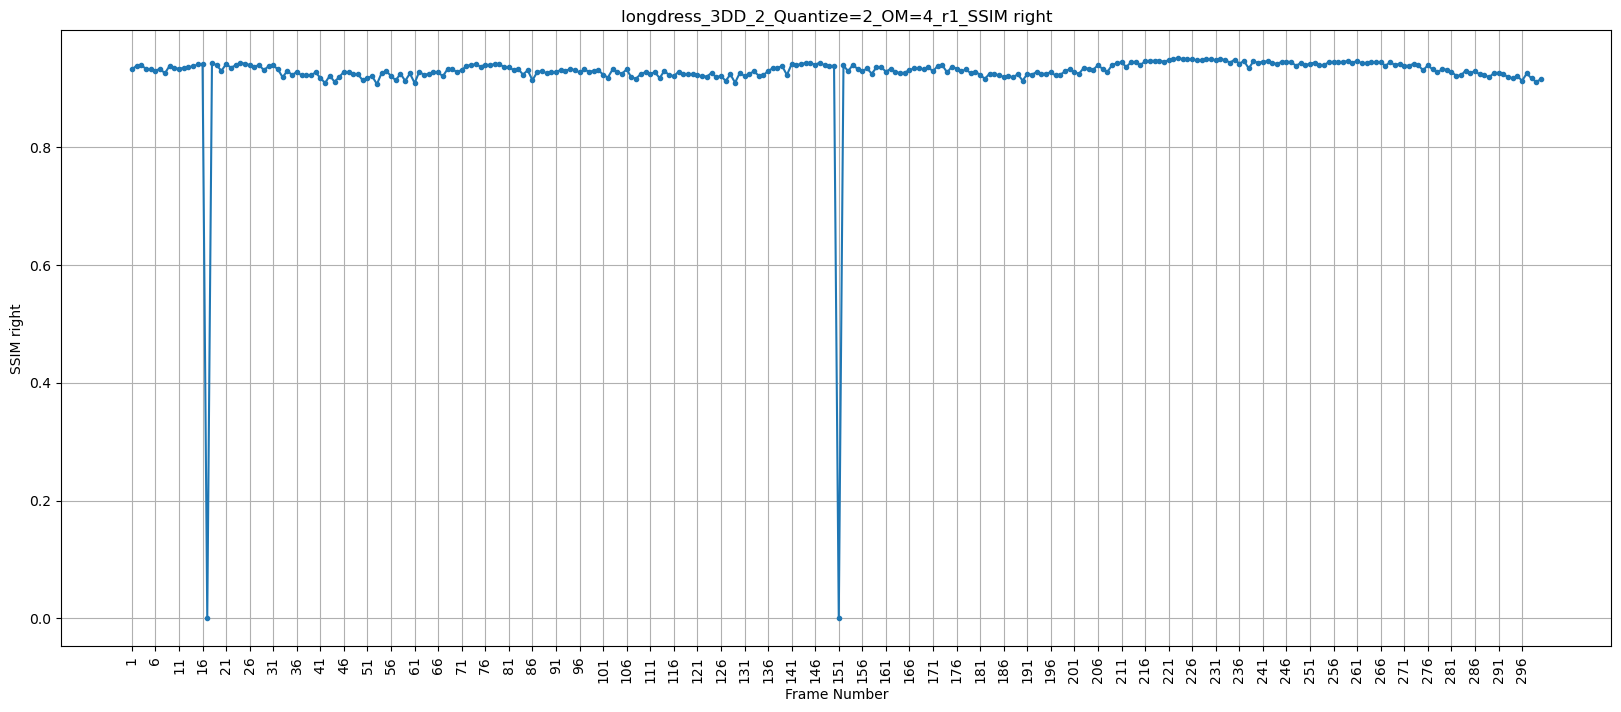 longdress_3DD_2_Quantize=2_OM=4_r1_SSIM right
SSIM right
0.8
0.6
0.4
0.2
0.0
1 6 11 16 21 26 31 36 41 46 51 56 61 66 71 76 81 86 91 96 101 106 111 116 121 126 131 136 141 146 151 156 161 166 171 176 181 186 191 196 201 206 211 216 221 226 231 236 241 246 251 256 261 266 271 276 281 286 291 296
Frame Number